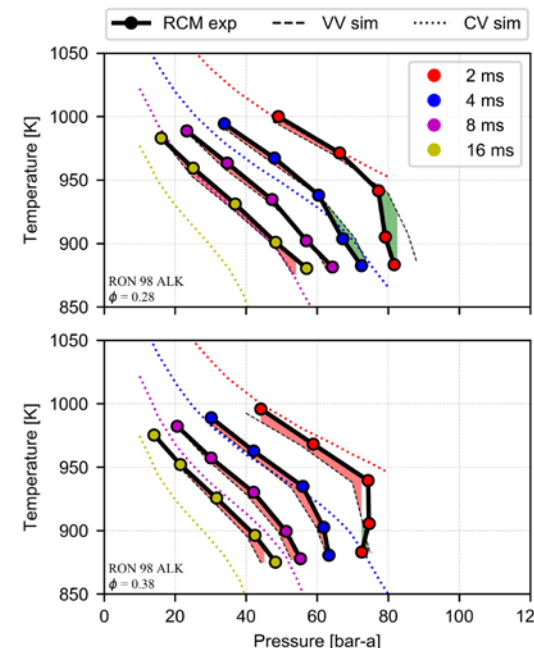 RCM exp VV sim CV sim
1050
1000
950
900
850
Temperature [K]
2 ms
4 ms
8 ms
16 ms
RON 98 ALK
ϕ = 0.28
1050
1000
950
900
850
Temperature [K]
RON 98 ALK
ϕ = 0.38
0 20 40 60 80 100 12
Pressure [bar-a]